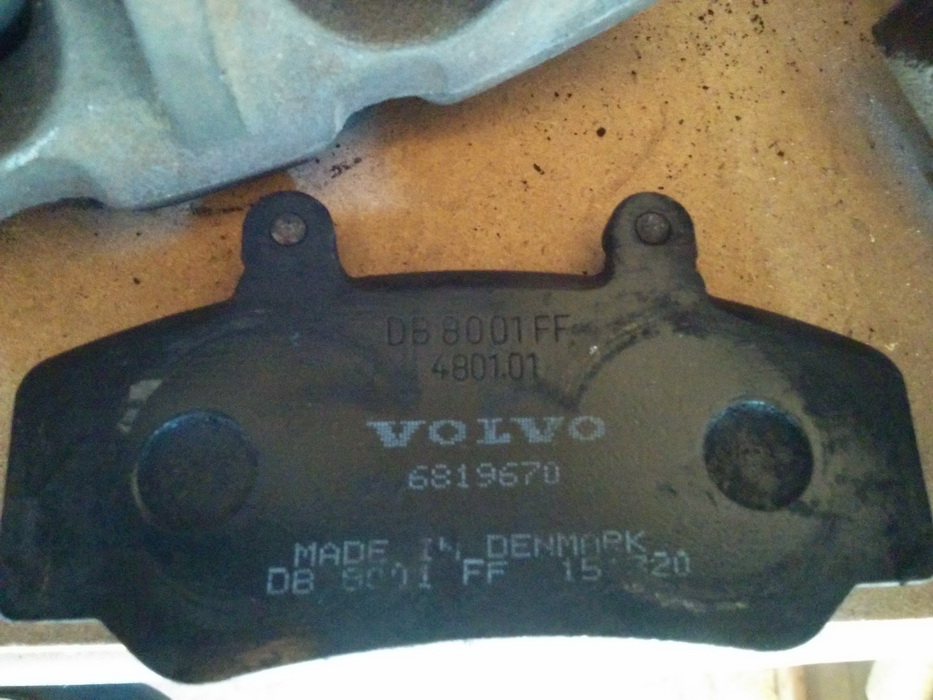 DB 8001 FF
4801.01
VOLVO
6819670
MADE IN DENMARK
DB 8001 FF